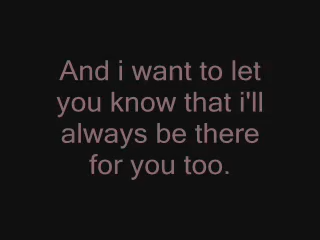 And i want to let
you know that i'll
always be there
for you too.